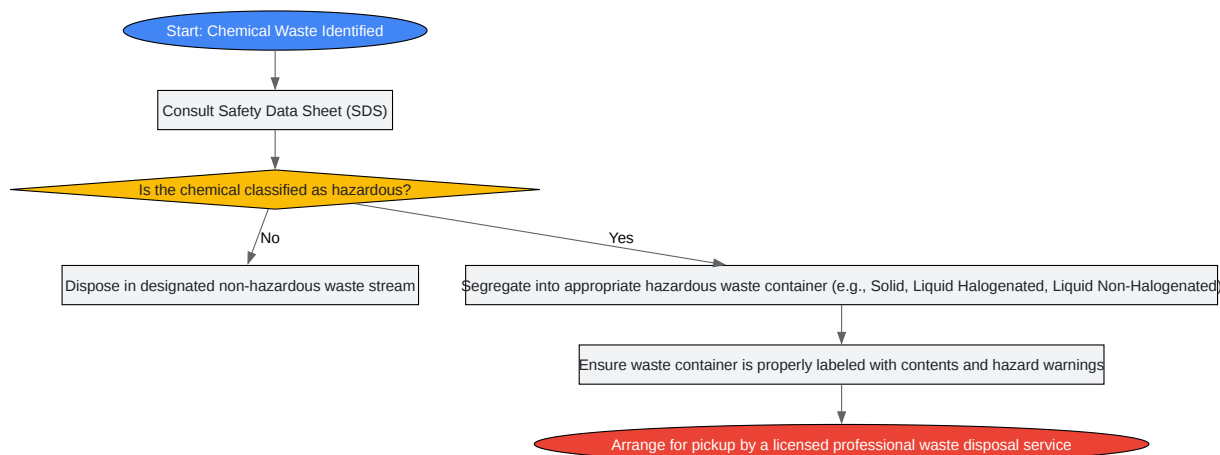 Start: Chemical Waste Identified
Consult Safety Data Sheet (SDS)
Is the chemical classified as hazardous?
No
Yes
Dispose in designated non-hazardous waste stream
Segregate into appropriate hazardous waste container (e.g., Solid, Liquid Halogenated, Liquid Non-Halogenated)
Ensure waste container is properly labeled with contents and hazard warnings
Arrange for pickup by a licensed professional waste disposal service